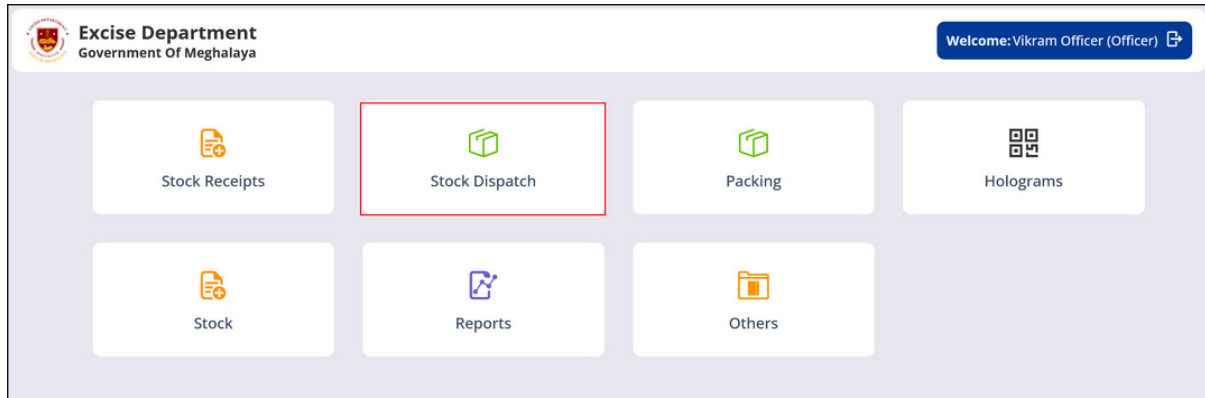 Excise Department
Government Of Meghalaya
Welcome: Vikram Officer (Officer)
Stock Receipts
Stock Dispatch
Packing
Holograms
Stock
Reports
Others